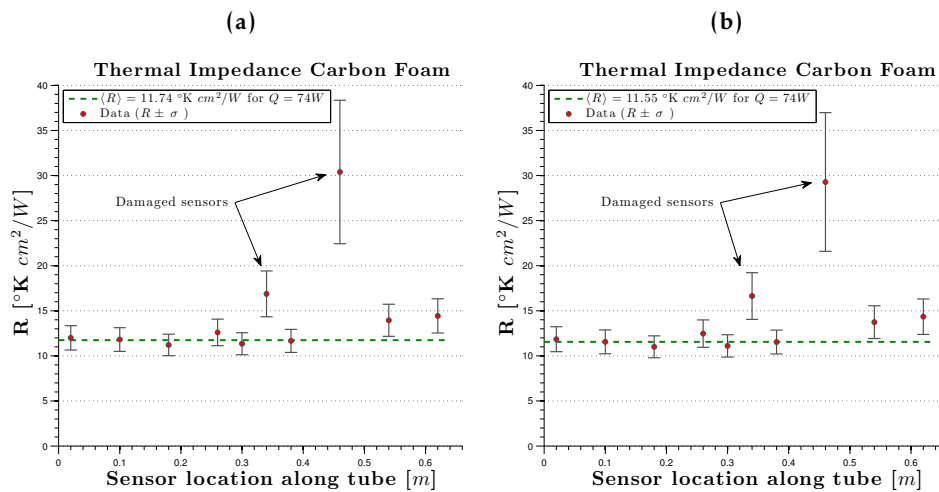 (a)
(b)
Thermal Impedance Carbon Foam
⟨R⟩ = 11.74 °K cm²/W for Q = 74W
Data (R ± σ )
Damaged sensors
R [°K cm²/W]
40
35
30
25
20
15
10
5
0
0
0.1
0.2
0.3
0.4
0.5
0.6
Sensor location along tube [m]
Thermal Impedance Carbon Foam
⟨R⟩ = 11.55 °K cm²/W for Q = 74W
Data (R ± σ )
Damaged sensors
R [°K cm²/W]
40
35
30
25
20
15
10
5
0
0
0.1
0.2
0.3
0.4
0.5
0.6
Sensor location along tube [m]